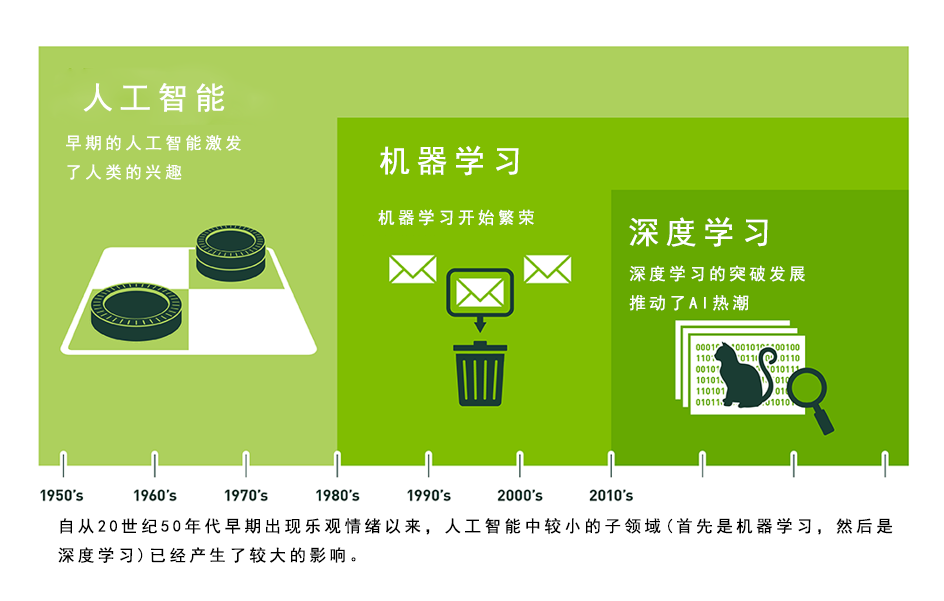 人工智能
早期的人工智能激发
了人类的兴趣
机器学习
机器学习开始繁荣
深度学习
深度学习的突破发展
推动了AI热潮
1950's
1960's
1970's
1980's
1990's
2000's
2010's
自从20世纪50年代早期出现乐观情绪以来，人工智能中较小的子领域(首先是机器学习，然后是
深度学习)已经产生了较大的影响。